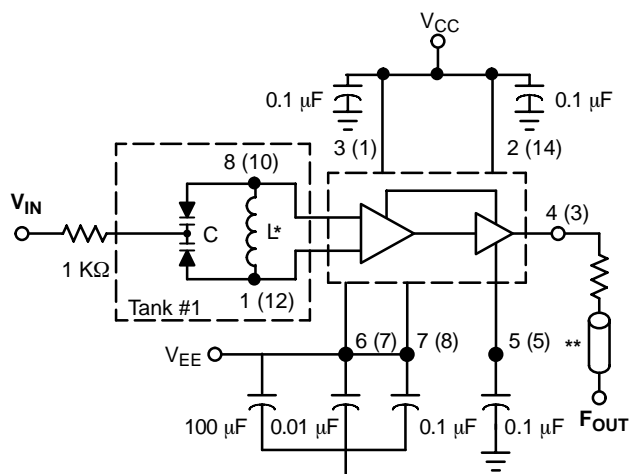 VCC
0.1 µF
0.1 µF
3 (1)
2 (14)
8 (10)
VIN
C
L*
4 (3)
1 KΩ
1 (12)
Tank #1
**
VEE
6 (7)
7 (8)
5 (5)
FOUT
100 µF
0.01 µF
0.1 µF
0.1 µF